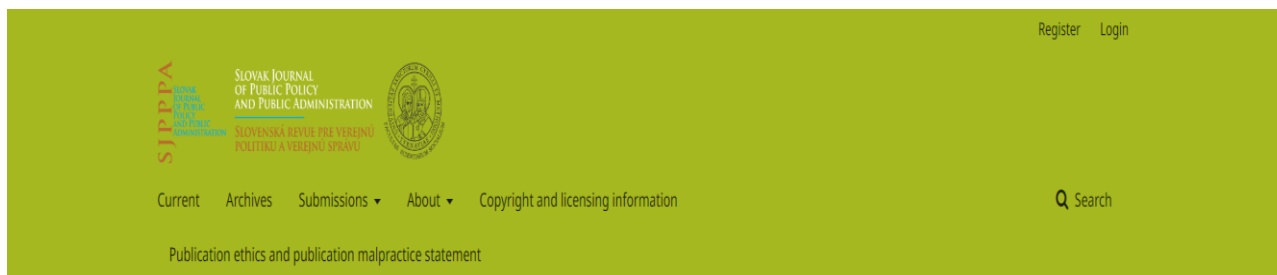 Register Login
SJPPPA
SLOVAK
JOURNAL
OF PUBLIC
POLICY
AND PUBLIC
ADMINISTRATION
SLOVAK JOURNAL
OF PUBLIC POLICY
AND PUBLIC ADMINISTRATION
SLOVENSKÁ REVUE PRE VEREJNÚ
POLITIKU A VEREJNÚ SPRÁVU
Current Archives Submissions About Copyright and licensing information Search
Publication ethics and publication malpractice statement